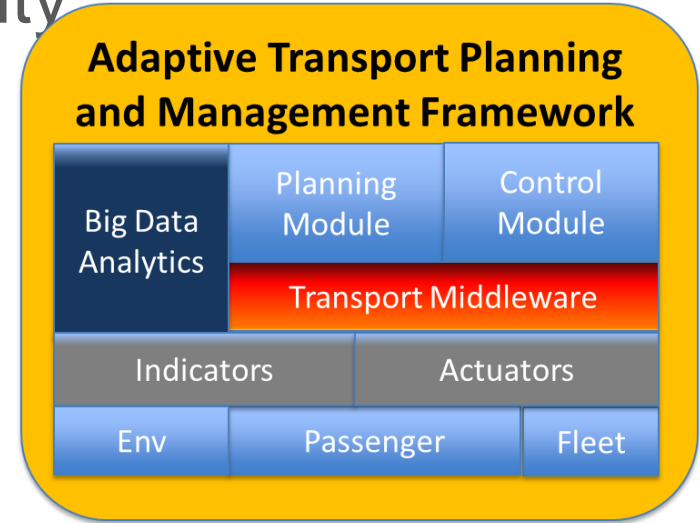 Adaptive Transport Planning
and Management Framework
Big Data
Analytics
Planning
Module
Control
Module
Transport Middleware
Indicators
Actuators
Env
Passenger
Fleet